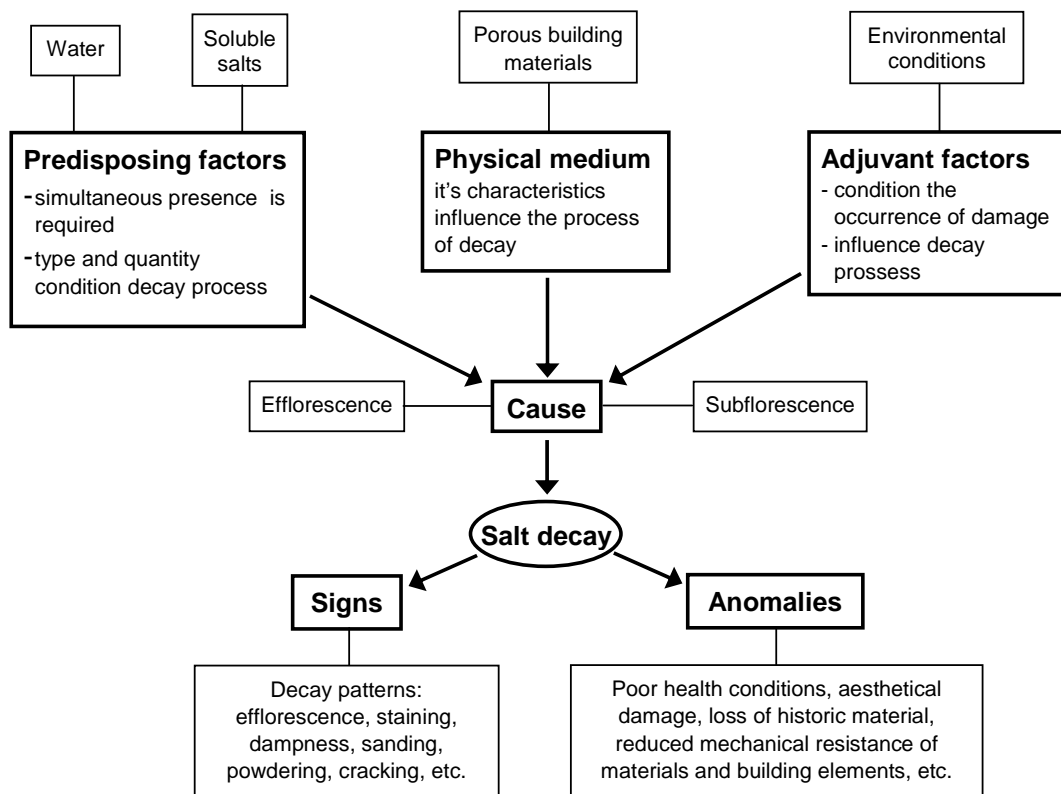 Water
Soluble
salts
Porous building
materials
Environmental
conditions
Predisposing factors
-simultaneous presence is
required
-type and quantity
condition decay process
Physical medium
it's characteristics
influence the process
of decay
Adjuvant factors
- condition the
occurrence of damage
- influence decay
prossess
Efflorescence
Cause
Subflorescence
Salt decay
Signs
Anomalies
Decay patterns:
efflorescence, staining,
dampness, sanding,
powdering, cracking, etc.
Poor health conditions, aesthetical
damage, loss of historic material,
reduced mechanical resistance of
materials and building elements, etc.